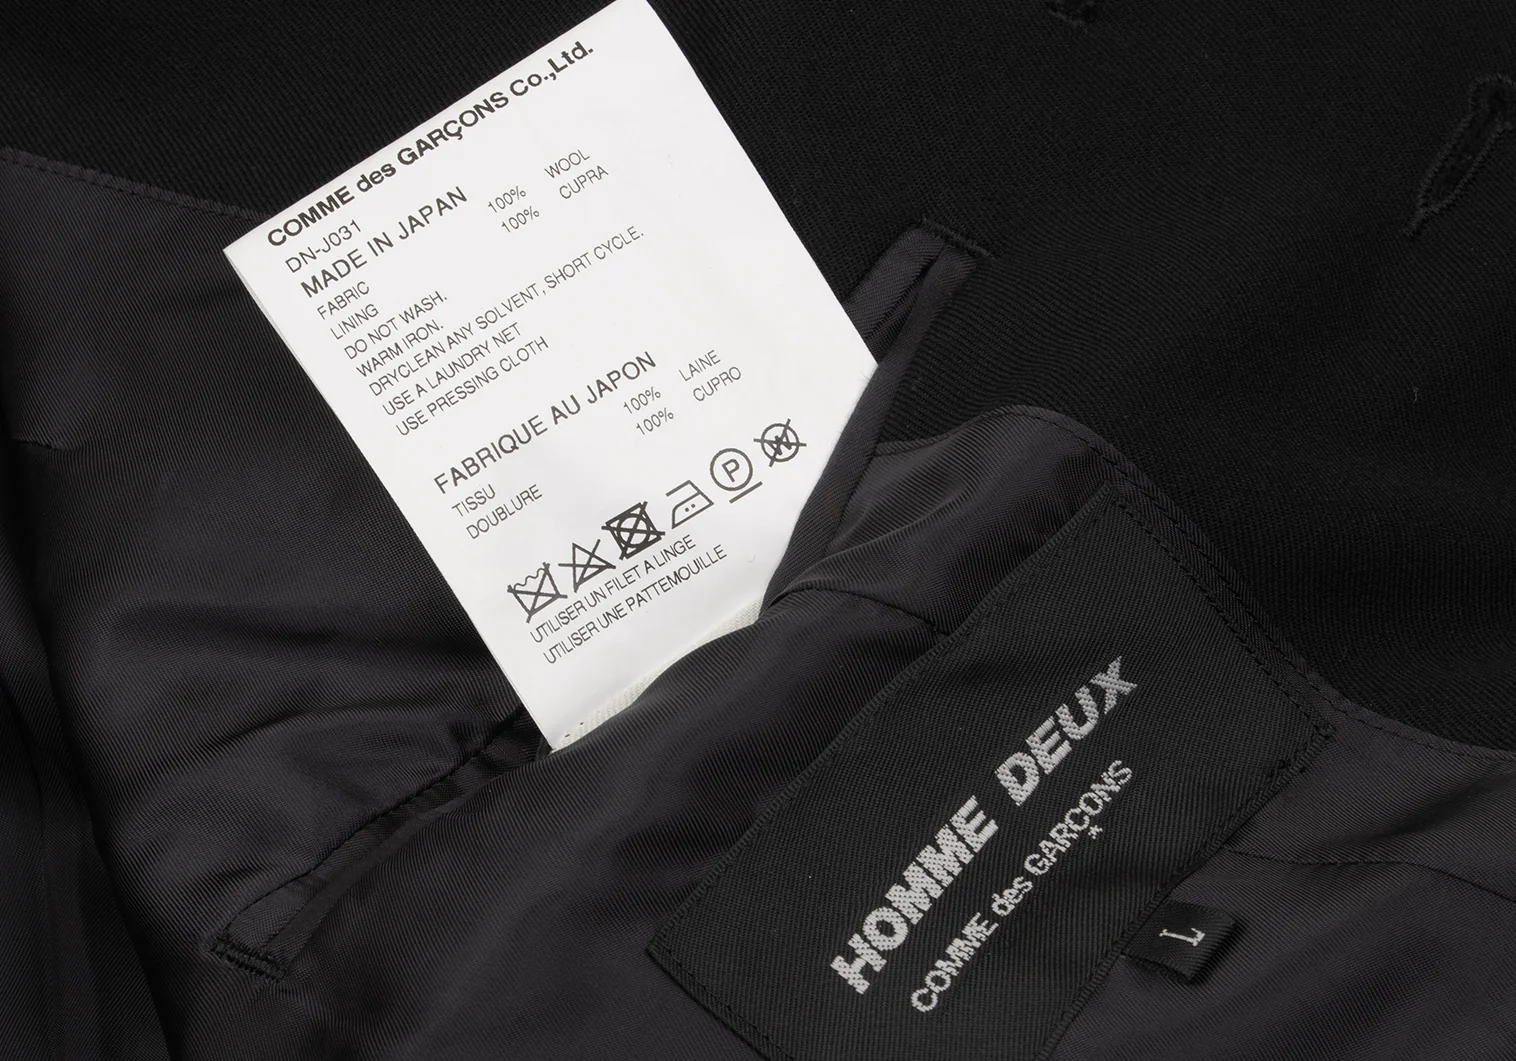 COMME des GARÇONS Co.,Ltd.
DN-J031
MADE IN JAPAN
FABRIC 100% WOOL
LINING 100% CUPRA
DO NOT WASH.
WARM IRON.
DRYCLEAN ANY SOLVENT, SHORT CYCLE.
USE A LAUNDRY NET
USE PRESSING CLOTH
FABRIQUE AU JAPON
TISSU 100% LAINE
DOUBLURE 100% CUPRO
P W
UTILISER UN FILET A LINGE
UTILISER UNE PATTEMOUILLE
HOMME DEUX
COMME des GARÇONS
L